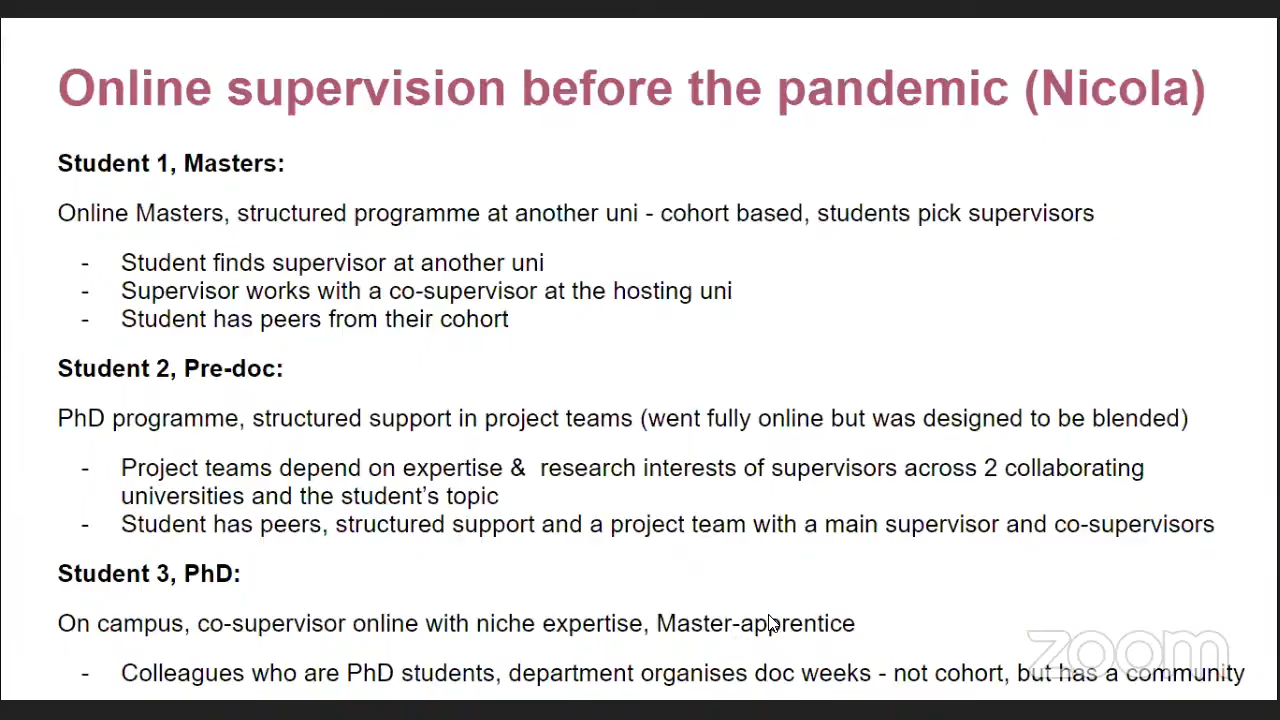 Online supervision before the pandemic (Nicola)
Student 1, Masters:
Online Masters, structured programme at another uni - cohort based, students pick supervisors
- Student finds supervisor at another uni
- Supervisor works with a co-supervisor at the hosting uni
- Student has peers from their cohort
Student 2, Pre-doc:
PhD programme, structured support in project teams (went fully online but was designed to be blended)
- Project teams depend on expertise & research interests of supervisors across 2 collaborating
universities and the student's topic
- Student has peers, structured support and a project team with a main supervisor and co-supervisors
Student 3, PhD:
On campus, co-supervisor online with niche expertise, Master-apprentice
- Colleagues who are PhD students, department organises doc weeks - not cohort, but has a community
zoom